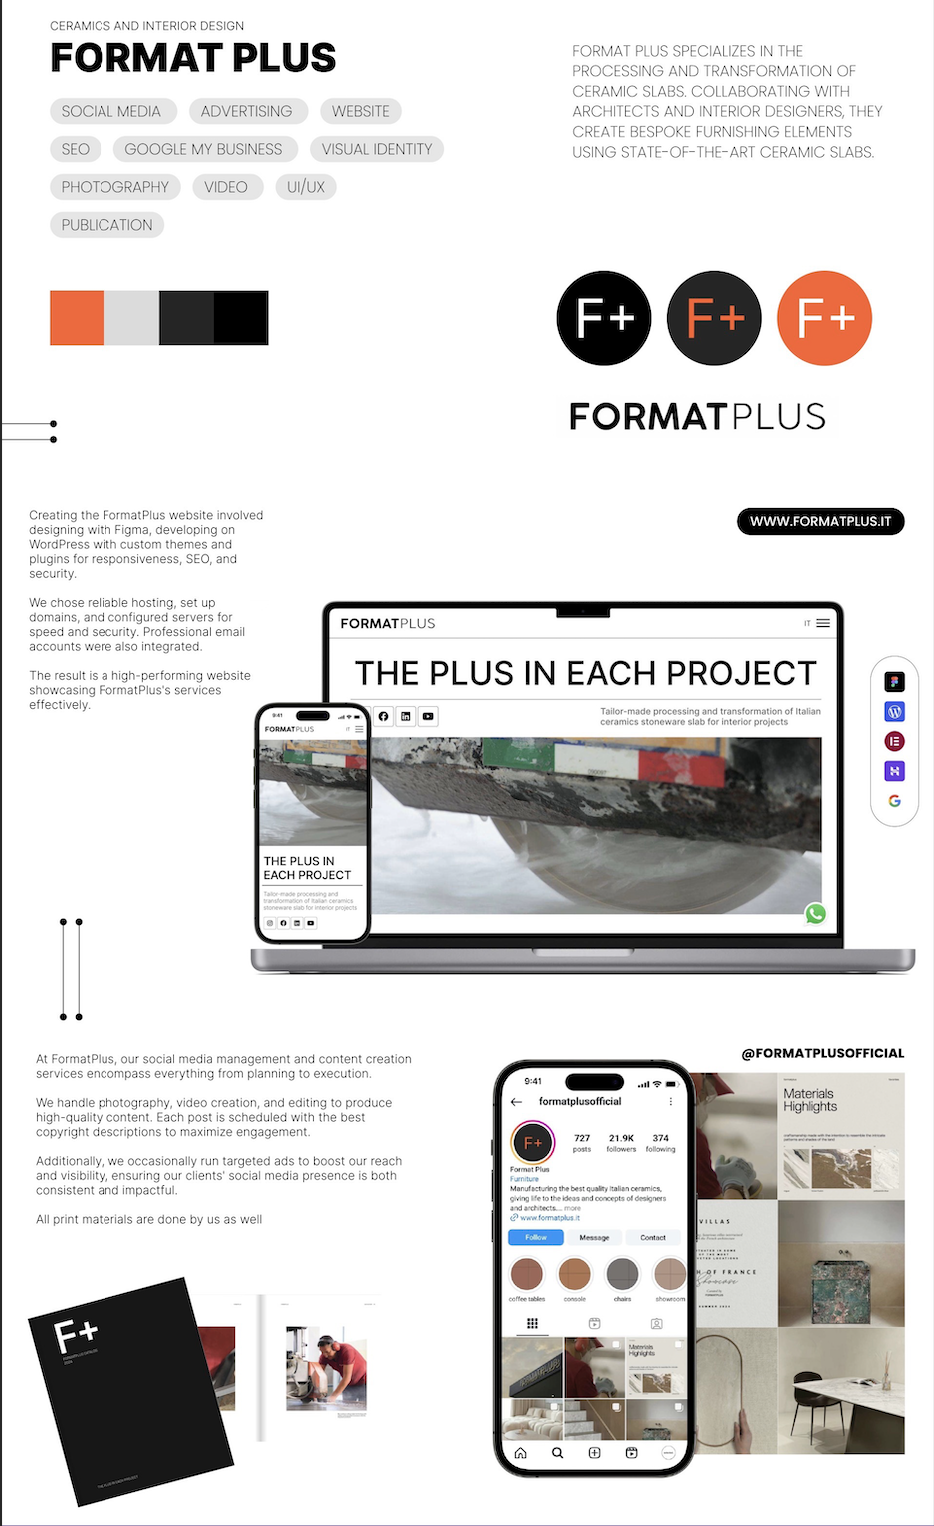 CERAMICS AND INTERIOR DESIGN
FORMAT PLUS
SOCIAL MEDIA
ADVERTISING
WEBSITE
SEO
GOOGLE MY BUSINESS
VISUAL IDENTITY
PHOTOGRAPHY
VIDEO
UI/UX
PUBLICATION
FORMAT PLUS SPECIALIZES IN THE
PROCESSING AND TRANSFORMATION OF
CERAMIC SLABS. COLLABORATING WITH
ARCHITECTS AND INTERIOR DESIGNERS, THEY
CREATE BESPOKE FURNISHING ELEMENTS
USING STATE-OF-THE-ART CERAMIC SLABS.
F+
F+
F+
FORMATPLUS
Creating the FormatPlus website involved
designing with Figma, developing on
WordPress with custom themes and
plugins for responsiveness, SEO, and
security.
We chose reliable hosting, set up
domains, and configured servers for
speed and security. Professional email
accounts were also integrated.
The result is a high-performing website
showcasing FormatPlus's services
effectively.
WWW.FORMATPLUS.IT
FORMATPLUS
IT
THE PLUS IN EACH PROJECT
Tailor-made processing and transformation of Italian
ceramics stoneware slab for interior projects
9:41
FORMATPLUS
IT
THE PLUS IN
EACH PROJECT
Tailor-made processing and
transformation of Italian ceramics
stoneware slab for interior projects
At FormatPlus, our social media management and content creation
services encompass everything from planning to execution.
We handle photography, video creation, and editing to produce
high-quality content. Each post is scheduled with the best
copyright descriptions to maximize engagement.
Additionally, we occasionally run targeted ads to boost our reach
and visibility, ensuring our clients' social media presence is both
consistent and impactful.
All print materials are done by us as well
F+
@FORMATPLUSOFFICIAL
9:41
formatplusofficial
F+
727
posts
21.9K
followers
374
following
Format Plus
Furniture
Manufacturing the best quality Italian ceramics,
giving life to the ideas and concepts of designers
and architects... more
www.formatplus.it
Follow
Message
Contact
coffee tables
console
chairs
showroom
Materials
Highlights
Materials
Highlights
VILLAS
H OF FRANCE
SUMMER 2024